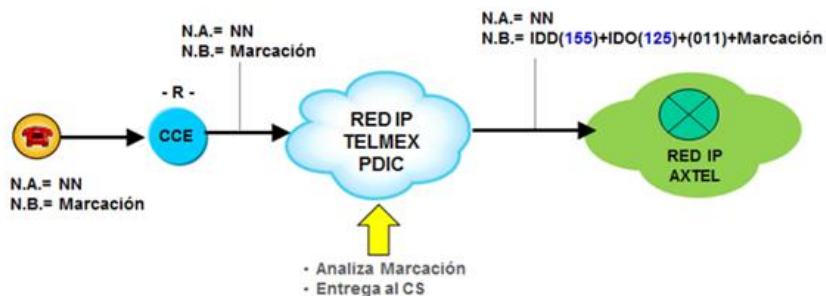 N.A.= NN
N.B.= IDD(155)+IDO(125)+(011)+Marcación
N.A.= NN
N.B.= Marcación
- R -
CCE
RED IP
TELMEX
PDIC
RED IP
AXTEL
N.A.= NN
N.B.= Marcación
- Analiza Marcación
- Entrega al CS